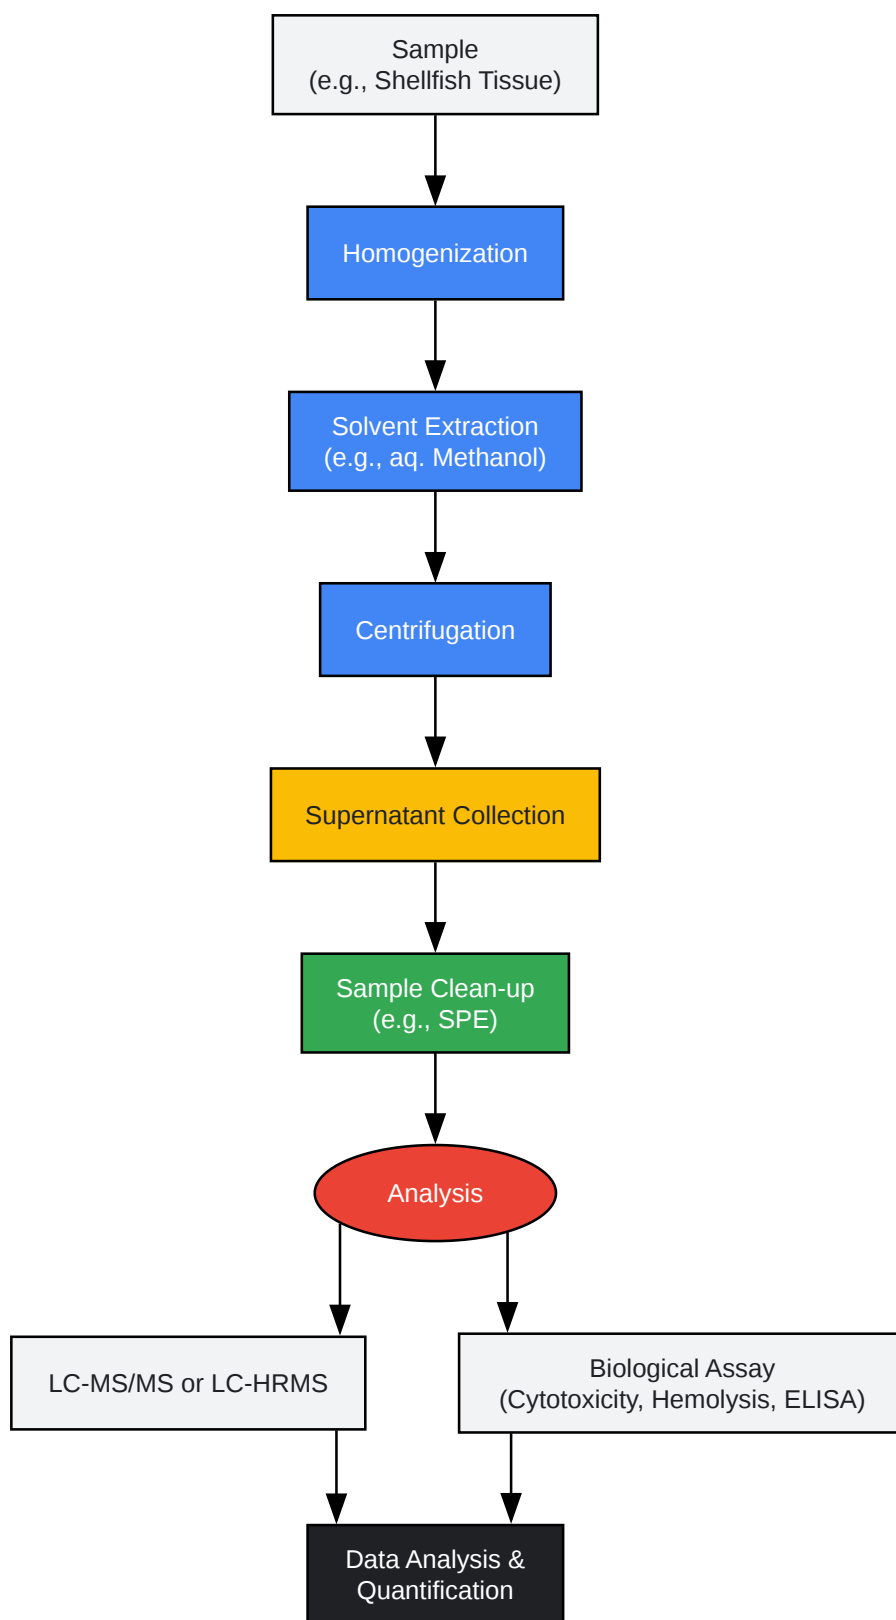 Sample
(e.g., Shellfish Tissue)
Homogenization
Solvent Extraction
(e.g., aq. Methanol)
Centrifugation
Supernatant Collection
Sample Clean-up
(e.g., SPE)
Analysis
LC-MS/MS or LC-HRMS
Biological Assay
(Cytotoxicity, Hemolysis, ELISA)
Data Analysis &
Quantification